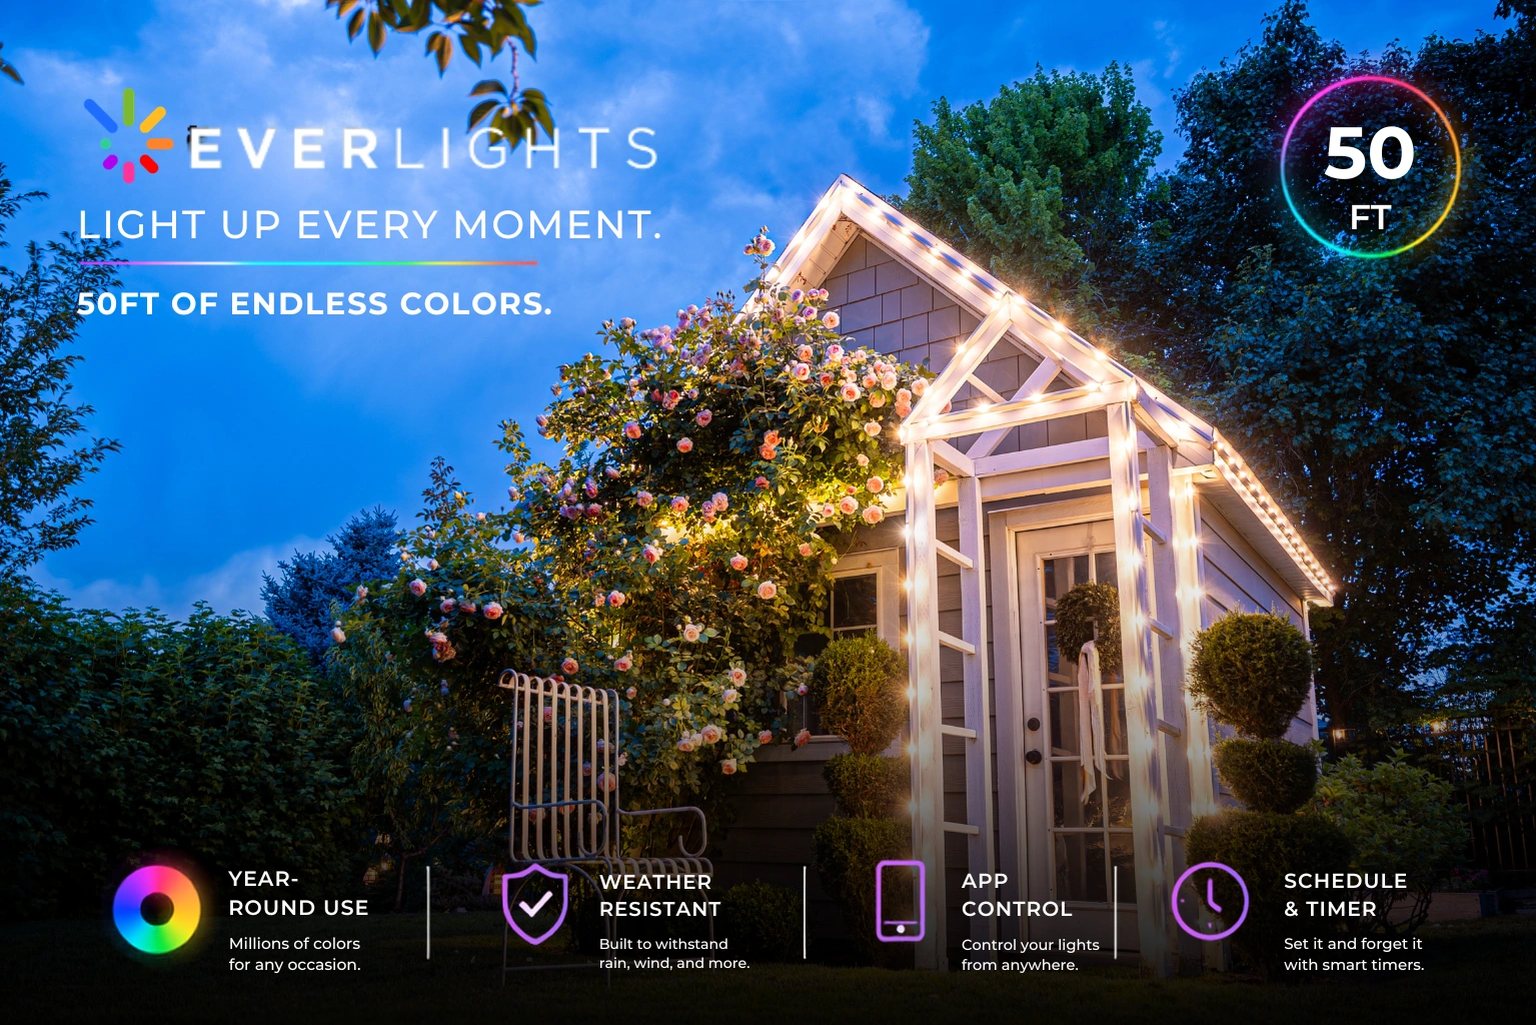 EVERLIGHTS
LIGHT UP EVERY MOMENT.
50FT OF ENDLESS COLORS.
50
FT
YEAR-
ROUND USE
Millions of colors
for any occasion.
WEATHER
RESISTANT
Built to withstand
rain, wind, and more.
APP
CONTROL
Control your lights
from anywhere.
SCHEDULE
& TIMER
Set it and forget it
with smart timers.